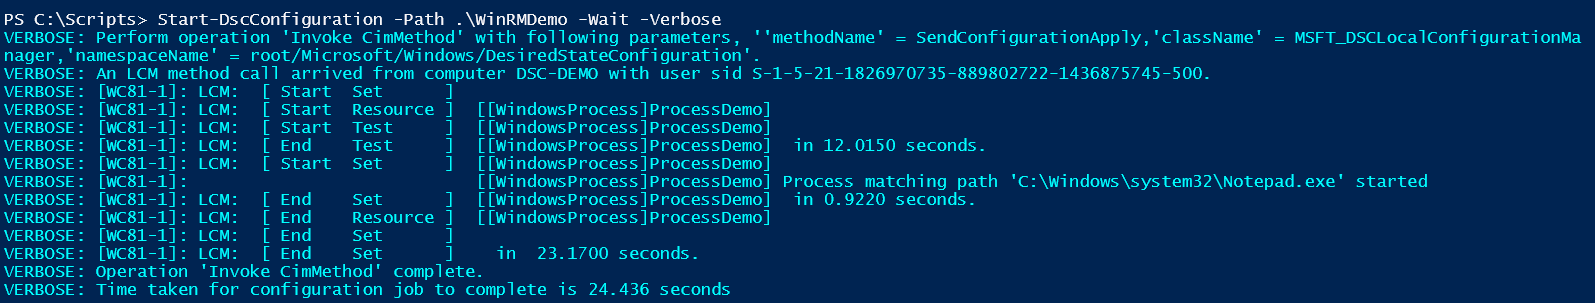 PS C:\Scripts> Start-DscConfiguration -Path .\WinRMDemo -Wait -Verbose
VERBOSE: Perform operation 'Invoke CimMethod' with following parameters, ''methodName' = SendConfigurationApply,'className' = MSFT_DSCLocalConfigurationMa
nager,'namespaceName' = root/Microsoft/Windows/DesiredStateConfiguration'.
VERBOSE: An LCM method call arrived from computer DSC-DEMO with user sid S-1-5-21-1826970735-889802722-1436875745-500.
VERBOSE: [WC81-1]: LCM:  [ Start  Set      ]
VERBOSE: [WC81-1]: LCM:  [ Start  Resource ]  [[WindowsProcess]ProcessDemo]
VERBOSE: [WC81-1]: LCM:  [ Start  Test     ]  [[WindowsProcess]ProcessDemo]
VERBOSE: [WC81-1]: LCM:  [ End    Test     ]  [[WindowsProcess]ProcessDemo]  in 12.0150 seconds.
VERBOSE: [WC81-1]: LCM:  [ Start  Set      ]  [[WindowsProcess]ProcessDemo]
VERBOSE: [WC81-1]:                            [[WindowsProcess]ProcessDemo] Process matching path 'C:\Windows\system32\Notepad.exe' started
VERBOSE: [WC81-1]: LCM:  [ End    Set      ]  [[WindowsProcess]ProcessDemo]  in 0.9220 seconds.
VERBOSE: [WC81-1]: LCM:  [ End    Resource ]  [[WindowsProcess]ProcessDemo]
VERBOSE: [WC81-1]: LCM:  [ End    Set      ]
VERBOSE: [WC81-1]: LCM:  [ End    Set      ]    in  23.1700 seconds.
VERBOSE: Operation 'Invoke CimMethod' complete.
VERBOSE: Time taken for configuration job to complete is 24.436 seconds